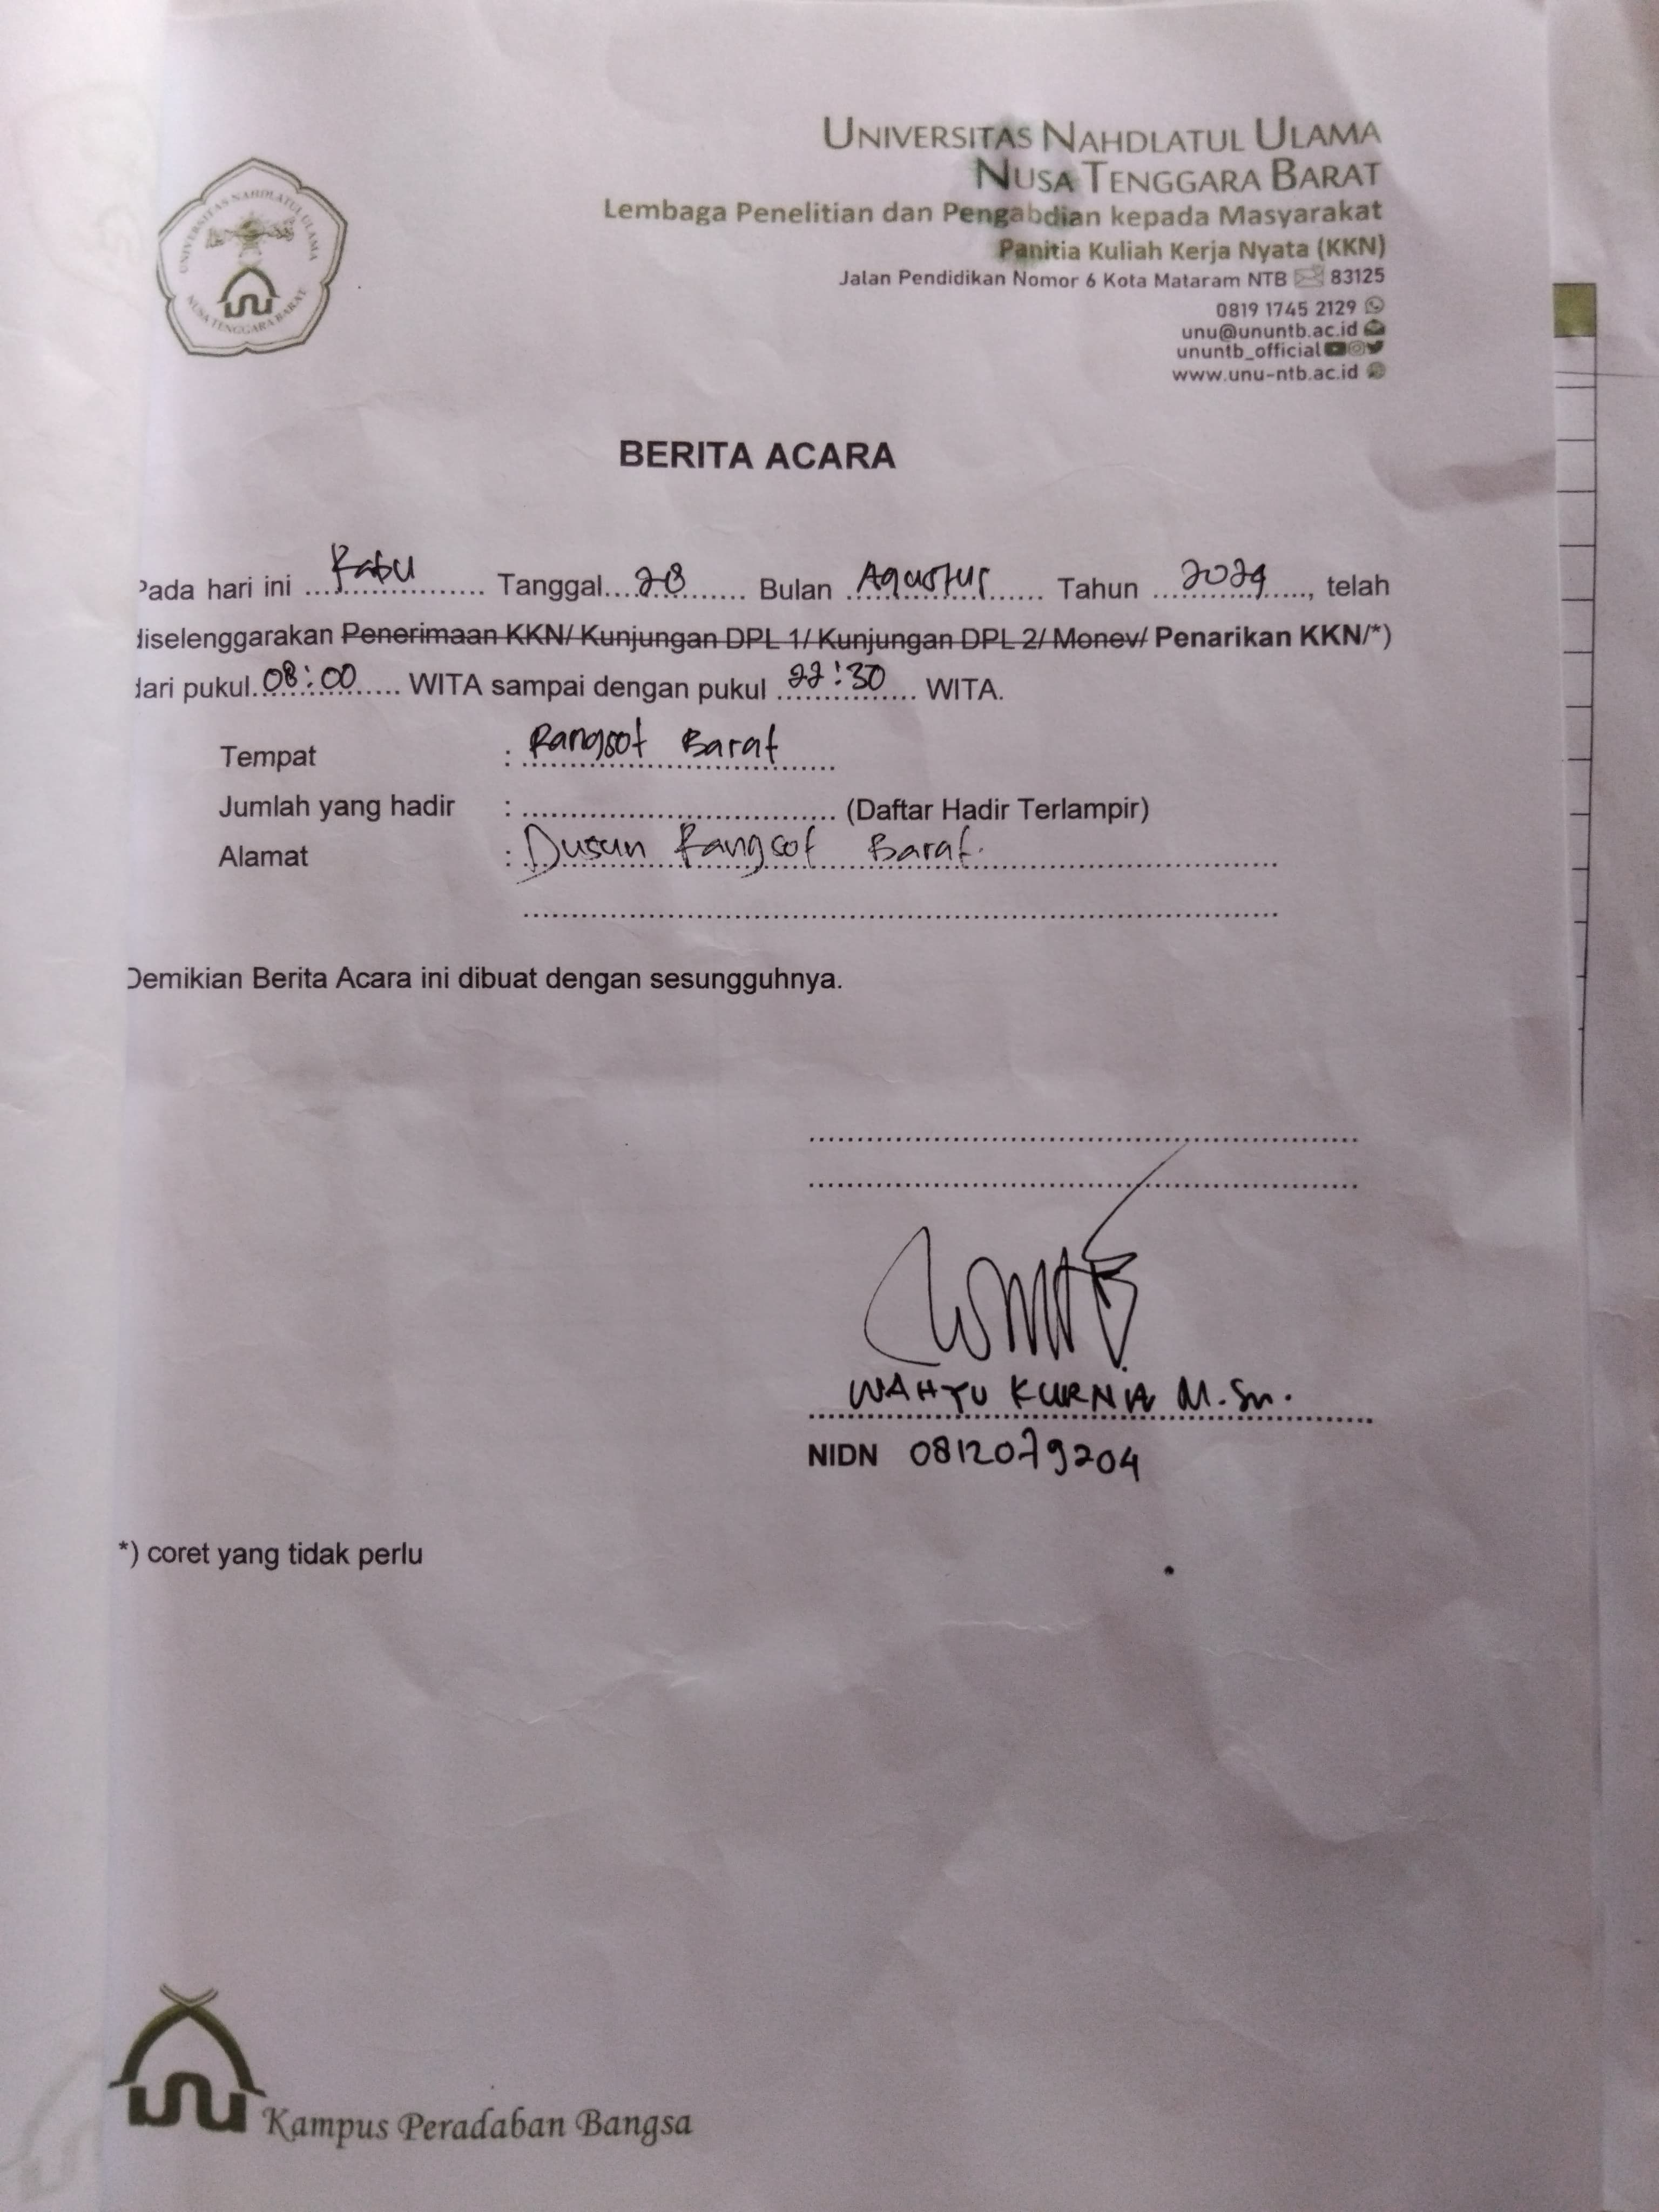 UNIVERSITAS NAHDLATUL ULAMA
NUSA TENGGARA BARAT
Lembaga Penelitian dan Pengabdian kepada Masyarakat
Panitia Kuliah Kerja Nyata (KKN)
Jalan Pendidikan Nomor 6 Kota Mataram NTB 83125
0819 1745 2129
unu@ununtb.ac.id
ununtb_official
www.unu-ntb.ac.id
UNIVERSITAS NAHDLATUL ULAMA
NUSA TENGGARA BARAT
BERITA ACARA
Pada hari ini Rabu Tanggal 28 Bulan Agustus Tahun 2024, telah
diselenggarakan Penerimaan KKN/ Kunjungan DPL 1/ Kunjungan DPL 2/ Monev/ Penarikan KKN/*)
dari pukul 08:00 WITA sampai dengan pukul 22:30 WITA.
Tempat : Rangsot Barat
Jumlah yang hadir : (Daftar Hadir Terlampir)
Alamat : Dusun Rangsot Barat.
Demikian Berita Acara ini dibuat dengan sesungguhnya.
WAHYU KURNIA M.Sn.
NIDN 0812079204
*) coret yang tidak perlu
UNU Kampus Peradaban Bangsa